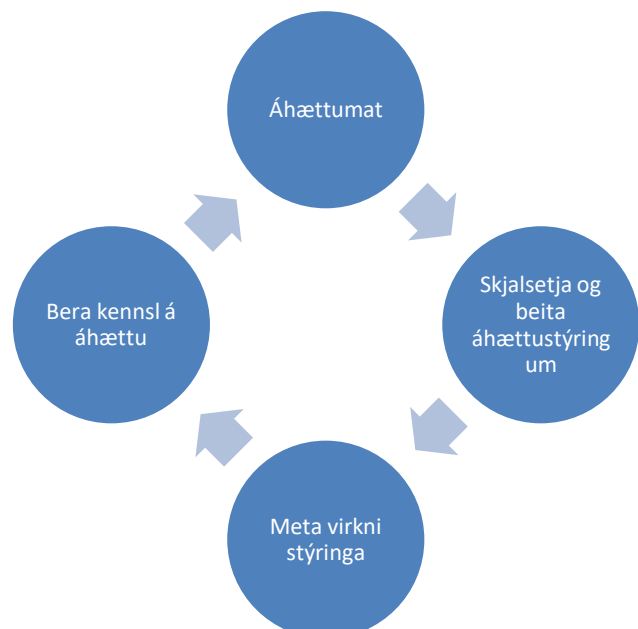 Áhættumat
Skjalsetja og
beita
áhættustýring
um
Meta virkni
stýringa
Bera kennsl á
áhættu